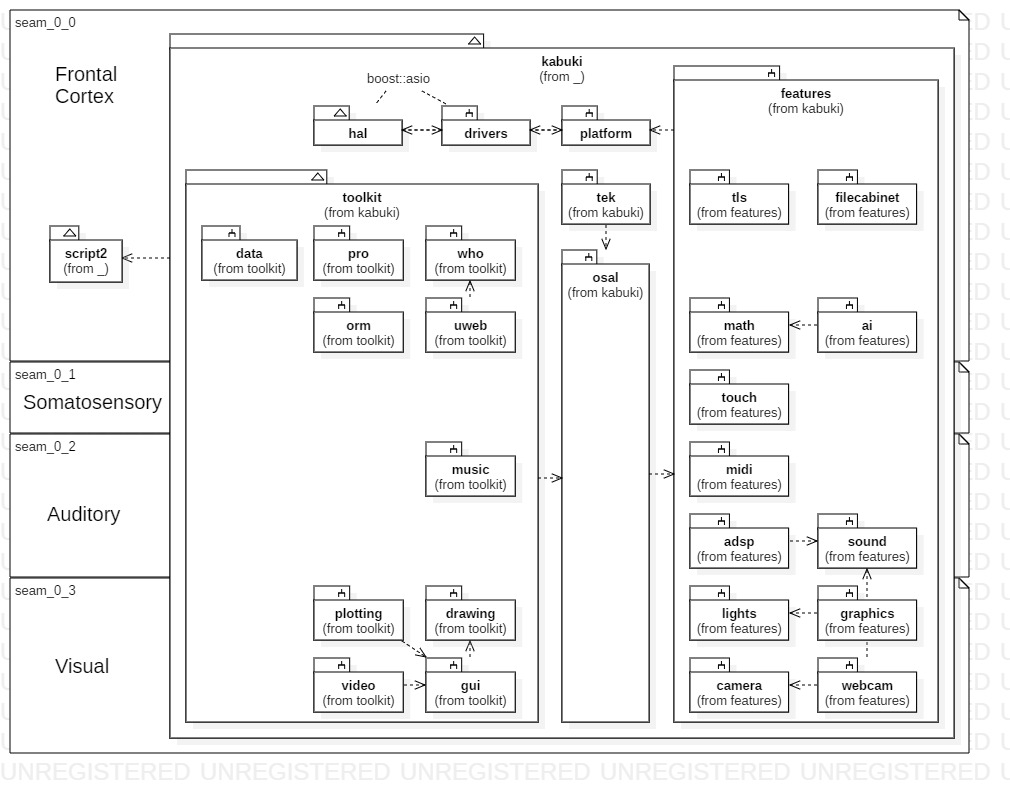 seam_0_0
Frontal
Cortex
kabuki
(from _)
boost::asio
features
(from kabuki)
hal
drivers
platform
toolkit
(from kabuki)
tek
(from kabuki)
tls
(from features)
filecabinet
(from features)
script2
(from _)
data
(from toolkit)
pro
(from toolkit)
who
(from toolkit)
osal
(from kabuki)
orm
(from toolkit)
uweb
(from toolkit)
math
(from features)
ai
(from features)
seam_0_1
Somatosensory
touch
(from features)
seam_0_2
Auditory
music
(from toolkit)
midi
(from features)
adsp
(from features)
sound
(from features)
seam_0_3
Visual
plotting
(from toolkit)
drawing
(from toolkit)
lights
(from features)
graphics
(from features)
video
(from toolkit)
gui
(from toolkit)
camera
(from features)
webcam
(from features)
UNREGISTERED UNREGISTERED UNREGISTERED UNREGISTERED UNREGISTERED U